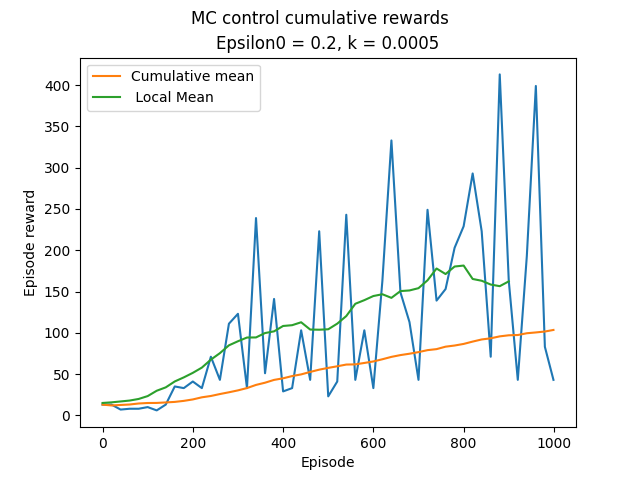 MC control cumulative rewards
Epsilon0 = 0.2, k = 0.0005
Cumulative mean
Local Mean
Episode reward
400
350
300
250
200
150
100
50
0
0 200 400 600 800 1000
Episode